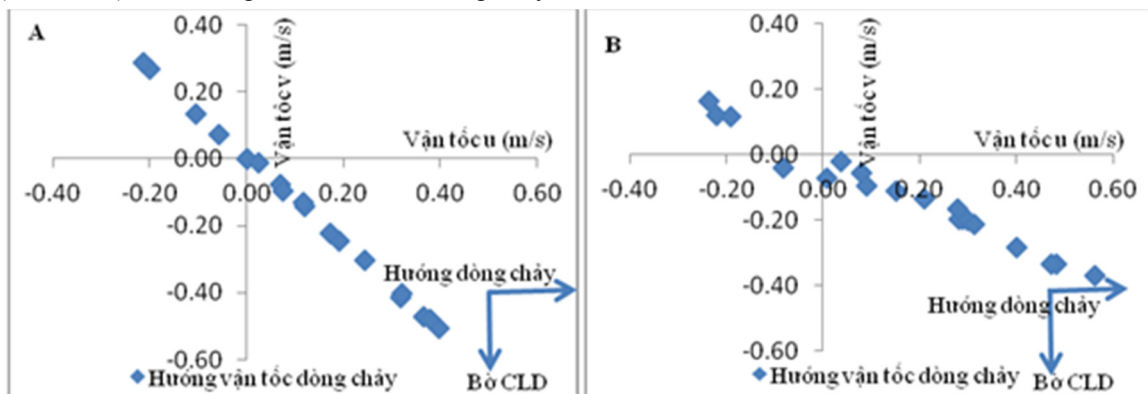 A
0.40
0.20
0.00
-0.20
-0.40
-0.60
-0.40
-0.20
0.00
0.20
0.40
0.60
Vận tốc v (m/s)
Vận tốc u (m/s)
Hướng dòng chảy
Bờ CLD
Hướng vận tốc dòng chảy
B
0.40
0.20
0.00
-0.20
-0.40
-0.60
-0.40
-0.20
0.00
0.20
0.40
0.60
Vận tốc v (m/s)
Vận tốc u (m/s)
Hướng dòng chảy
Bờ CLD
Hướng vận tốc dòng chảy